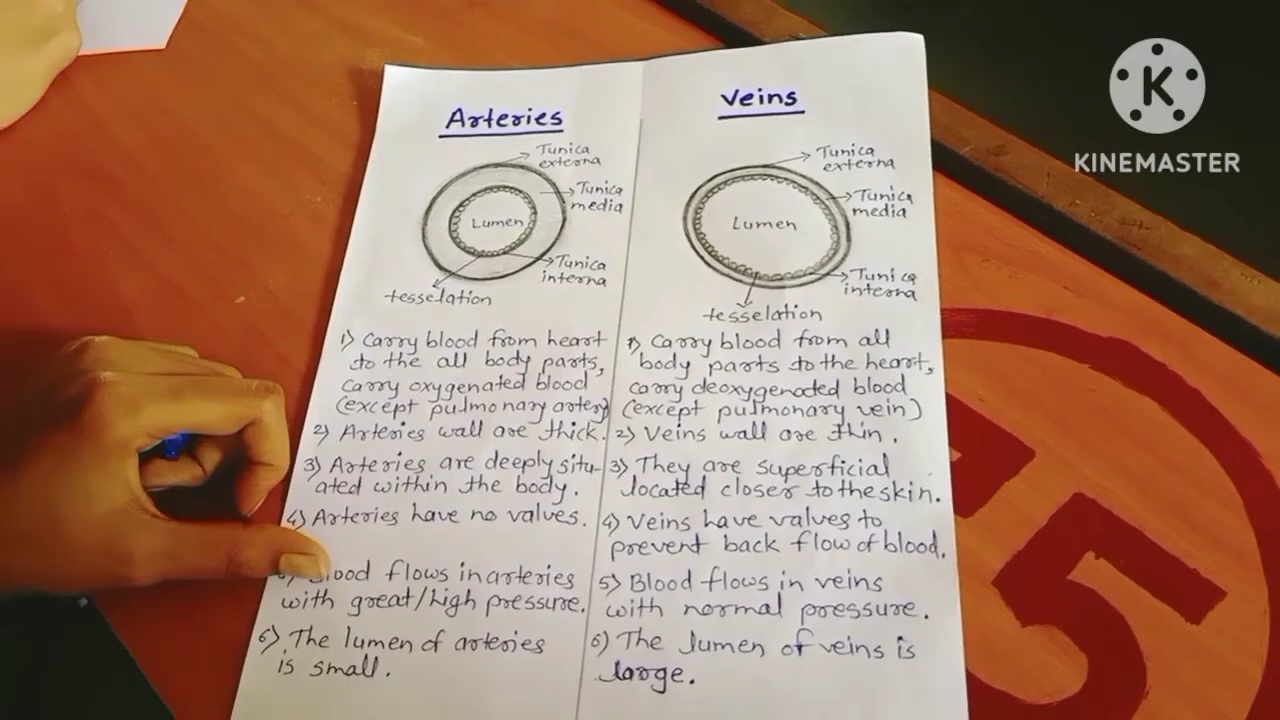 Arteries
Tunica
externa
Tunica
media
Lumen
Tunica
interna
tesselation
1) Carry blood from heart
to the all body parts,
carry oxygenated blood
(except pulmonary artery)
2) Arteries wall are thick.
3) Arteries are deeply situ-
ated within the body.
4) Arteries have no valves.
Blood flows in arteries
with great/high pressure.
6) The lumen of arteries
is small.
Veins
Tunica
externa
Tunica
media
Lumen
Tunica
interna
tesselation
1) Carry blood from all
body parts to the heart,
carry deoxygenated blood
(except pulmonary vein)
2) Veins wall are thin.
3) They are superficial
located closer to the skin.
4) Veins have valves to
prevent back flow of blood.
5) Blood flows in veins
with normal pressure.
6) The lumen of veins is
large.
K
KINEMASTER
5